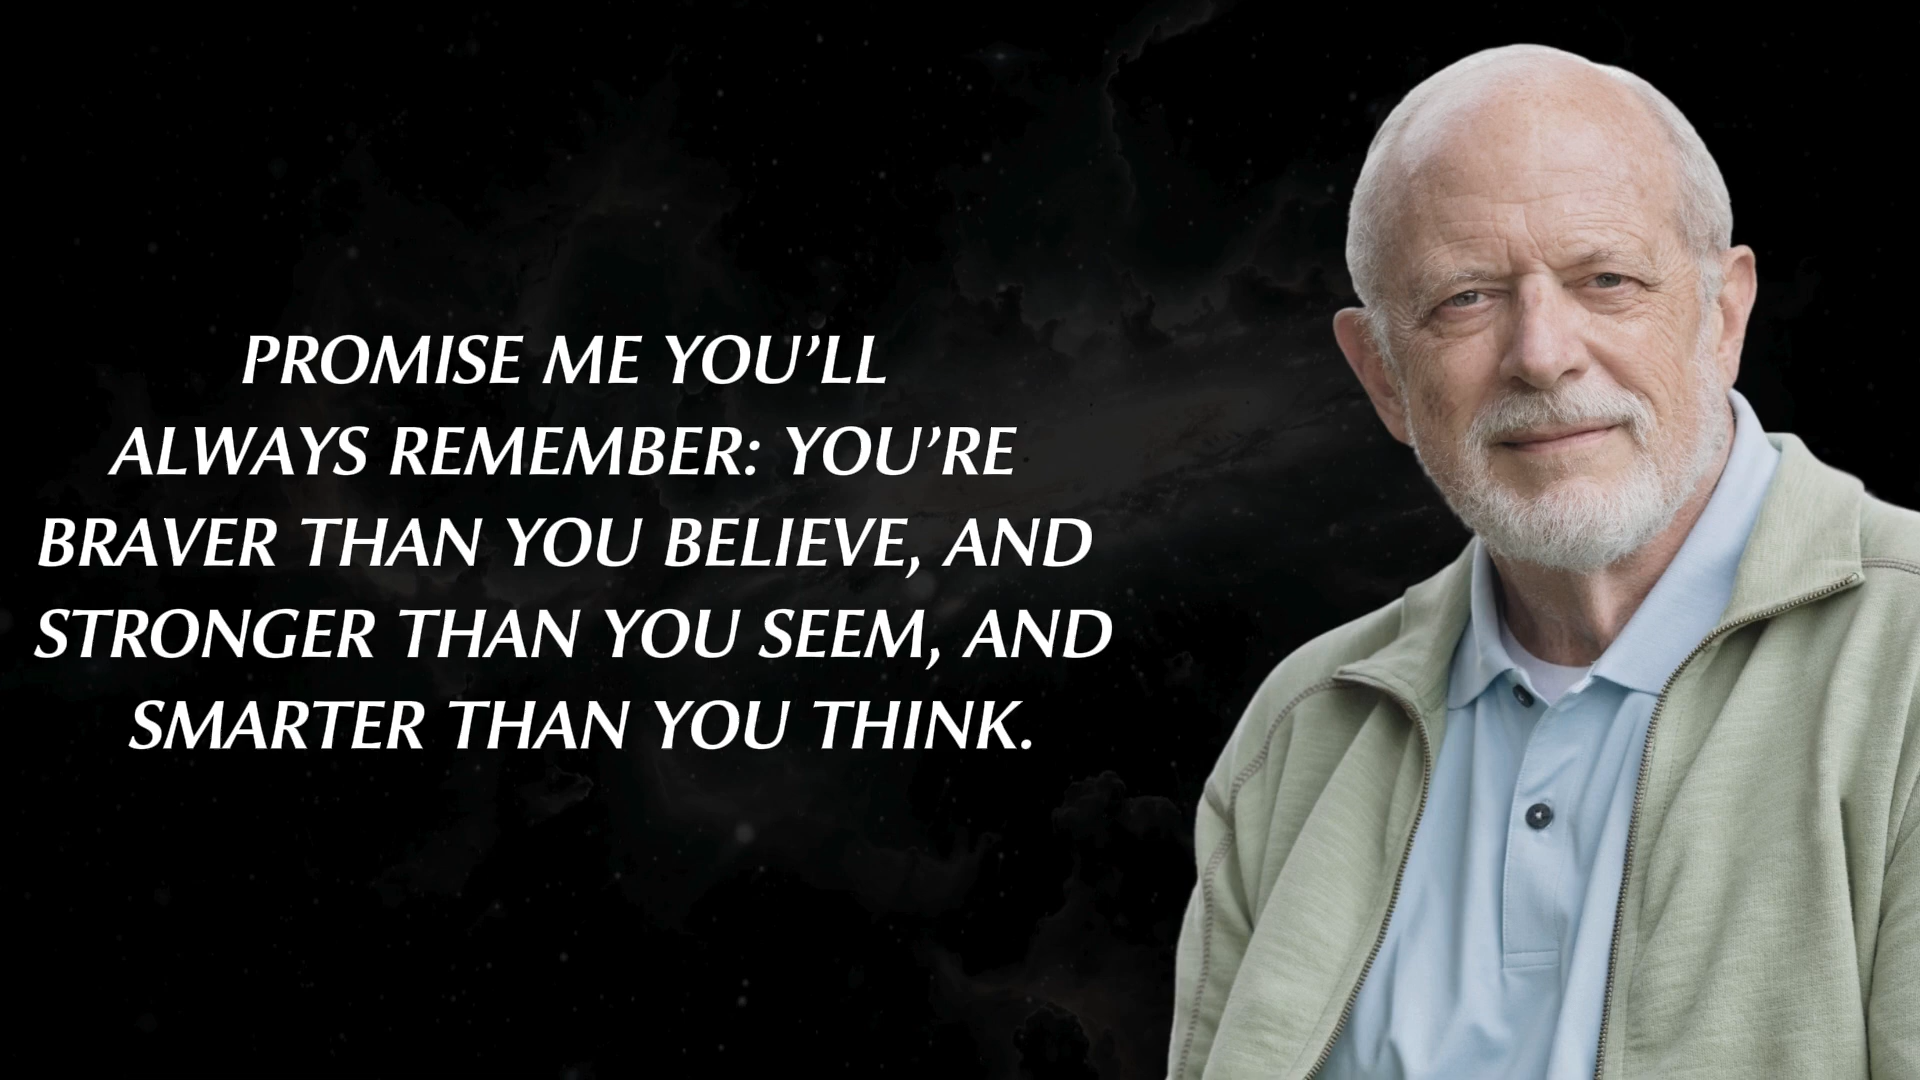 PROMISE ME YOU’LL
ALWAYS REMEMBER: YOU’RE
BRAVER THAN YOU BELIEVE, AND
STRONGER THAN YOU SEEM, AND
SMARTER THAN YOU THINK.